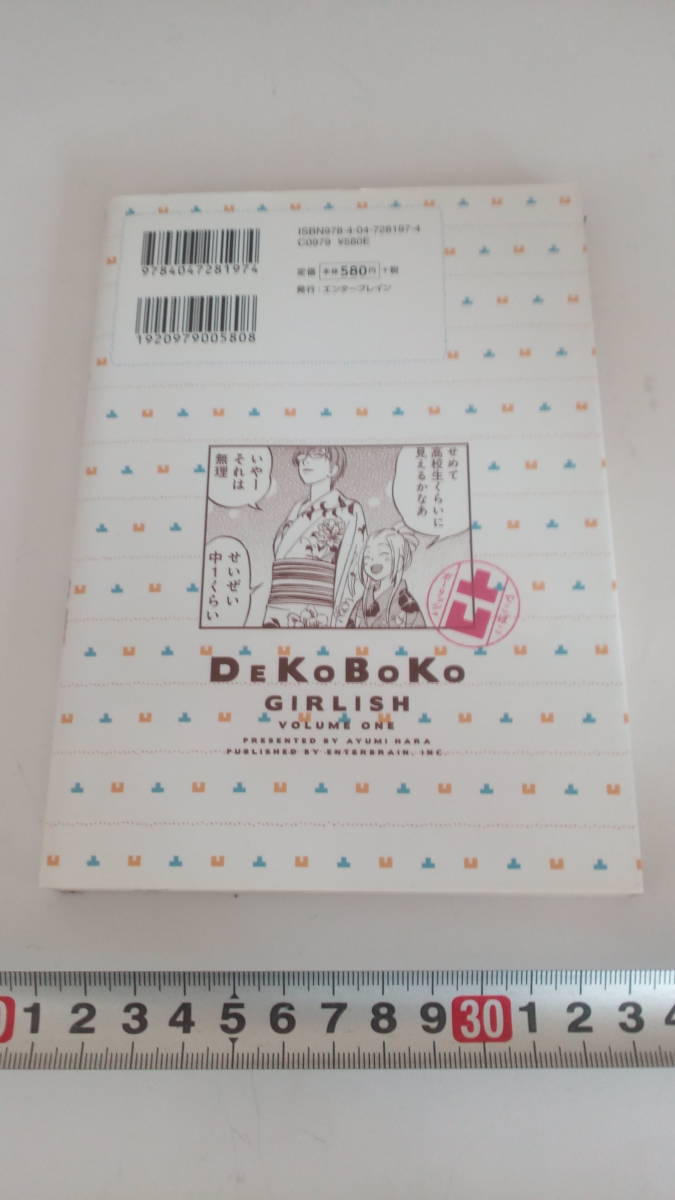 ISBN978-4-04-728197-4
C0979 ¥580E
9784047281974
定価 本体580円+税
発行:エンターブレイン
1920979005808
せめて
高校生くらいに
見えるかなあ
いやー
それは
無理
せいぜい
中1くらい
凸凹
DEKOBOKO
GIRLISH
VOLUME ONE
PRESENTED BY AYUMI HARA
PUBLISHED BY ENTERBRAIN, INC.
0 1 2 3 4 5 6 7 8 9 30 1 2 3 4